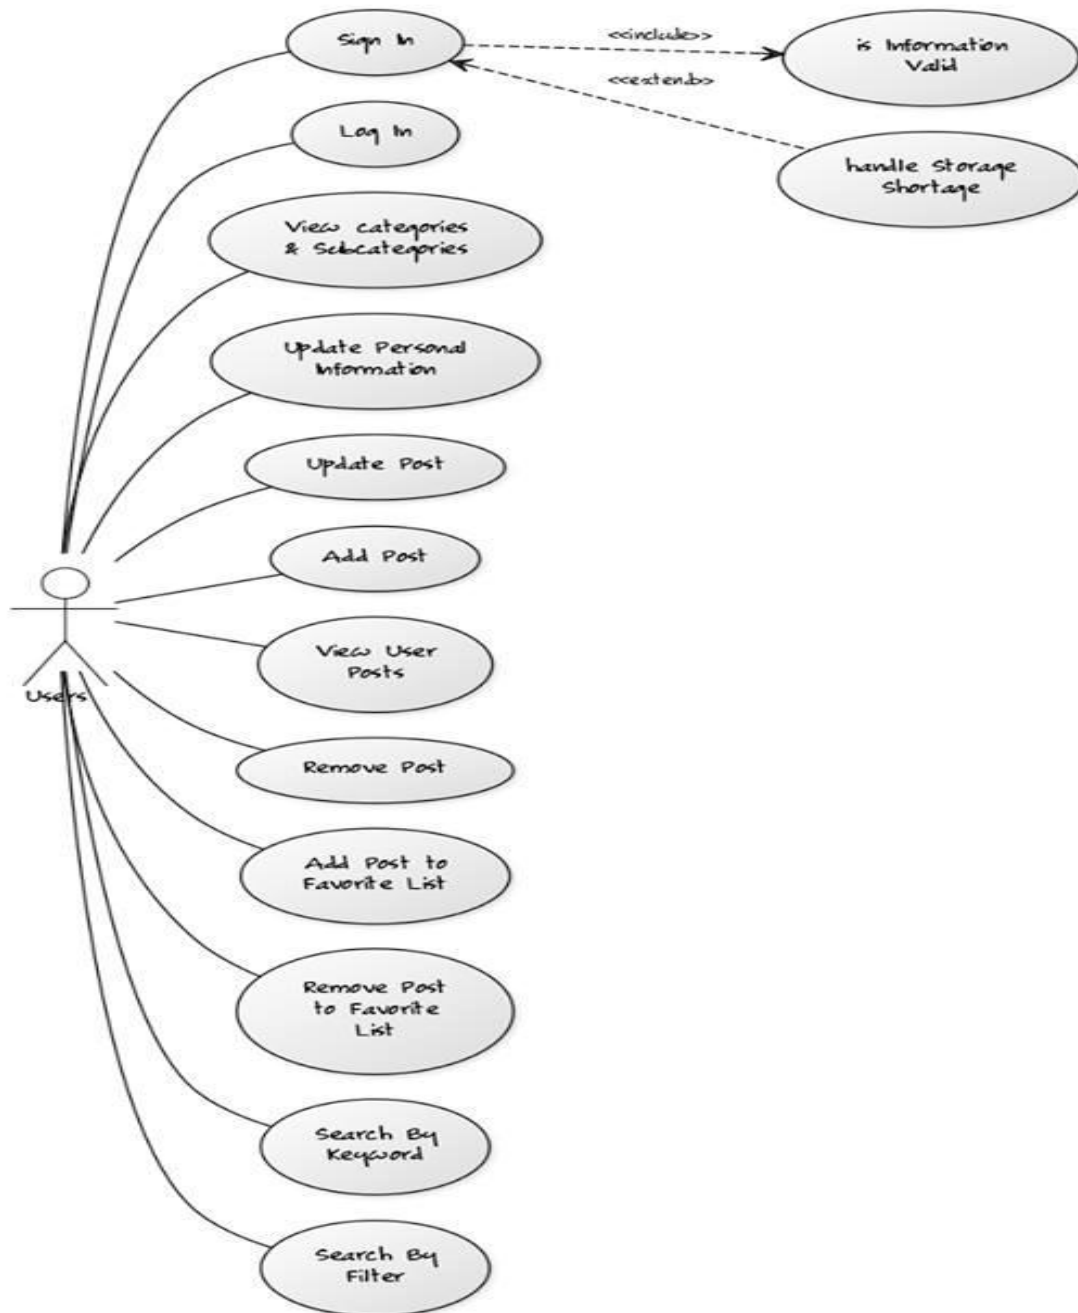 Sign In
<<include>>
is Information
Valid
<<extend>>
Log In
handle Storage
Shortage
View categories
& Subcategories
Update Personal
Information
Update Post
Add Post
View User
Posts
Users
Remove Post
Add Post to
Favorite List
Remove Post
to Favorite
List
Search By
Keyword
Search By
Filter